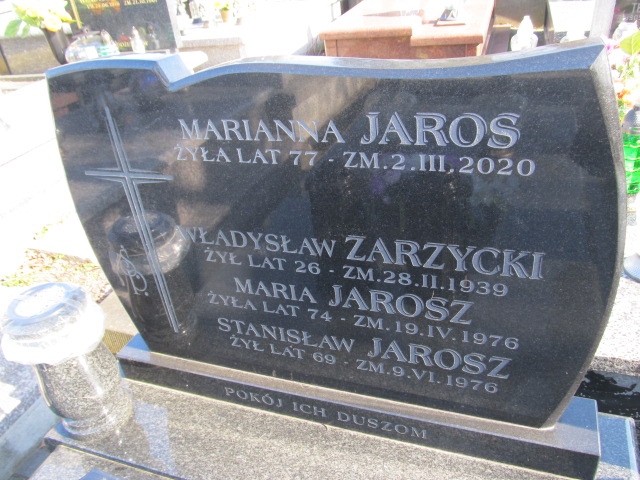 MARIANNA JAROS
ŻYŁA LAT 77 - ZM.2.III.2020
WŁADYSŁAW ZARZYCKI
ŻYŁ LAT 26 - ZM.28.II.1939
MARIA JAROSZ
ŻYŁA LAT 74 - ZM.19.IV.1976
STANISŁAW JAROSZ
ŻYŁ LAT 69 - ZM.9.VI.1976
POKÓJ ICH DUSZOM